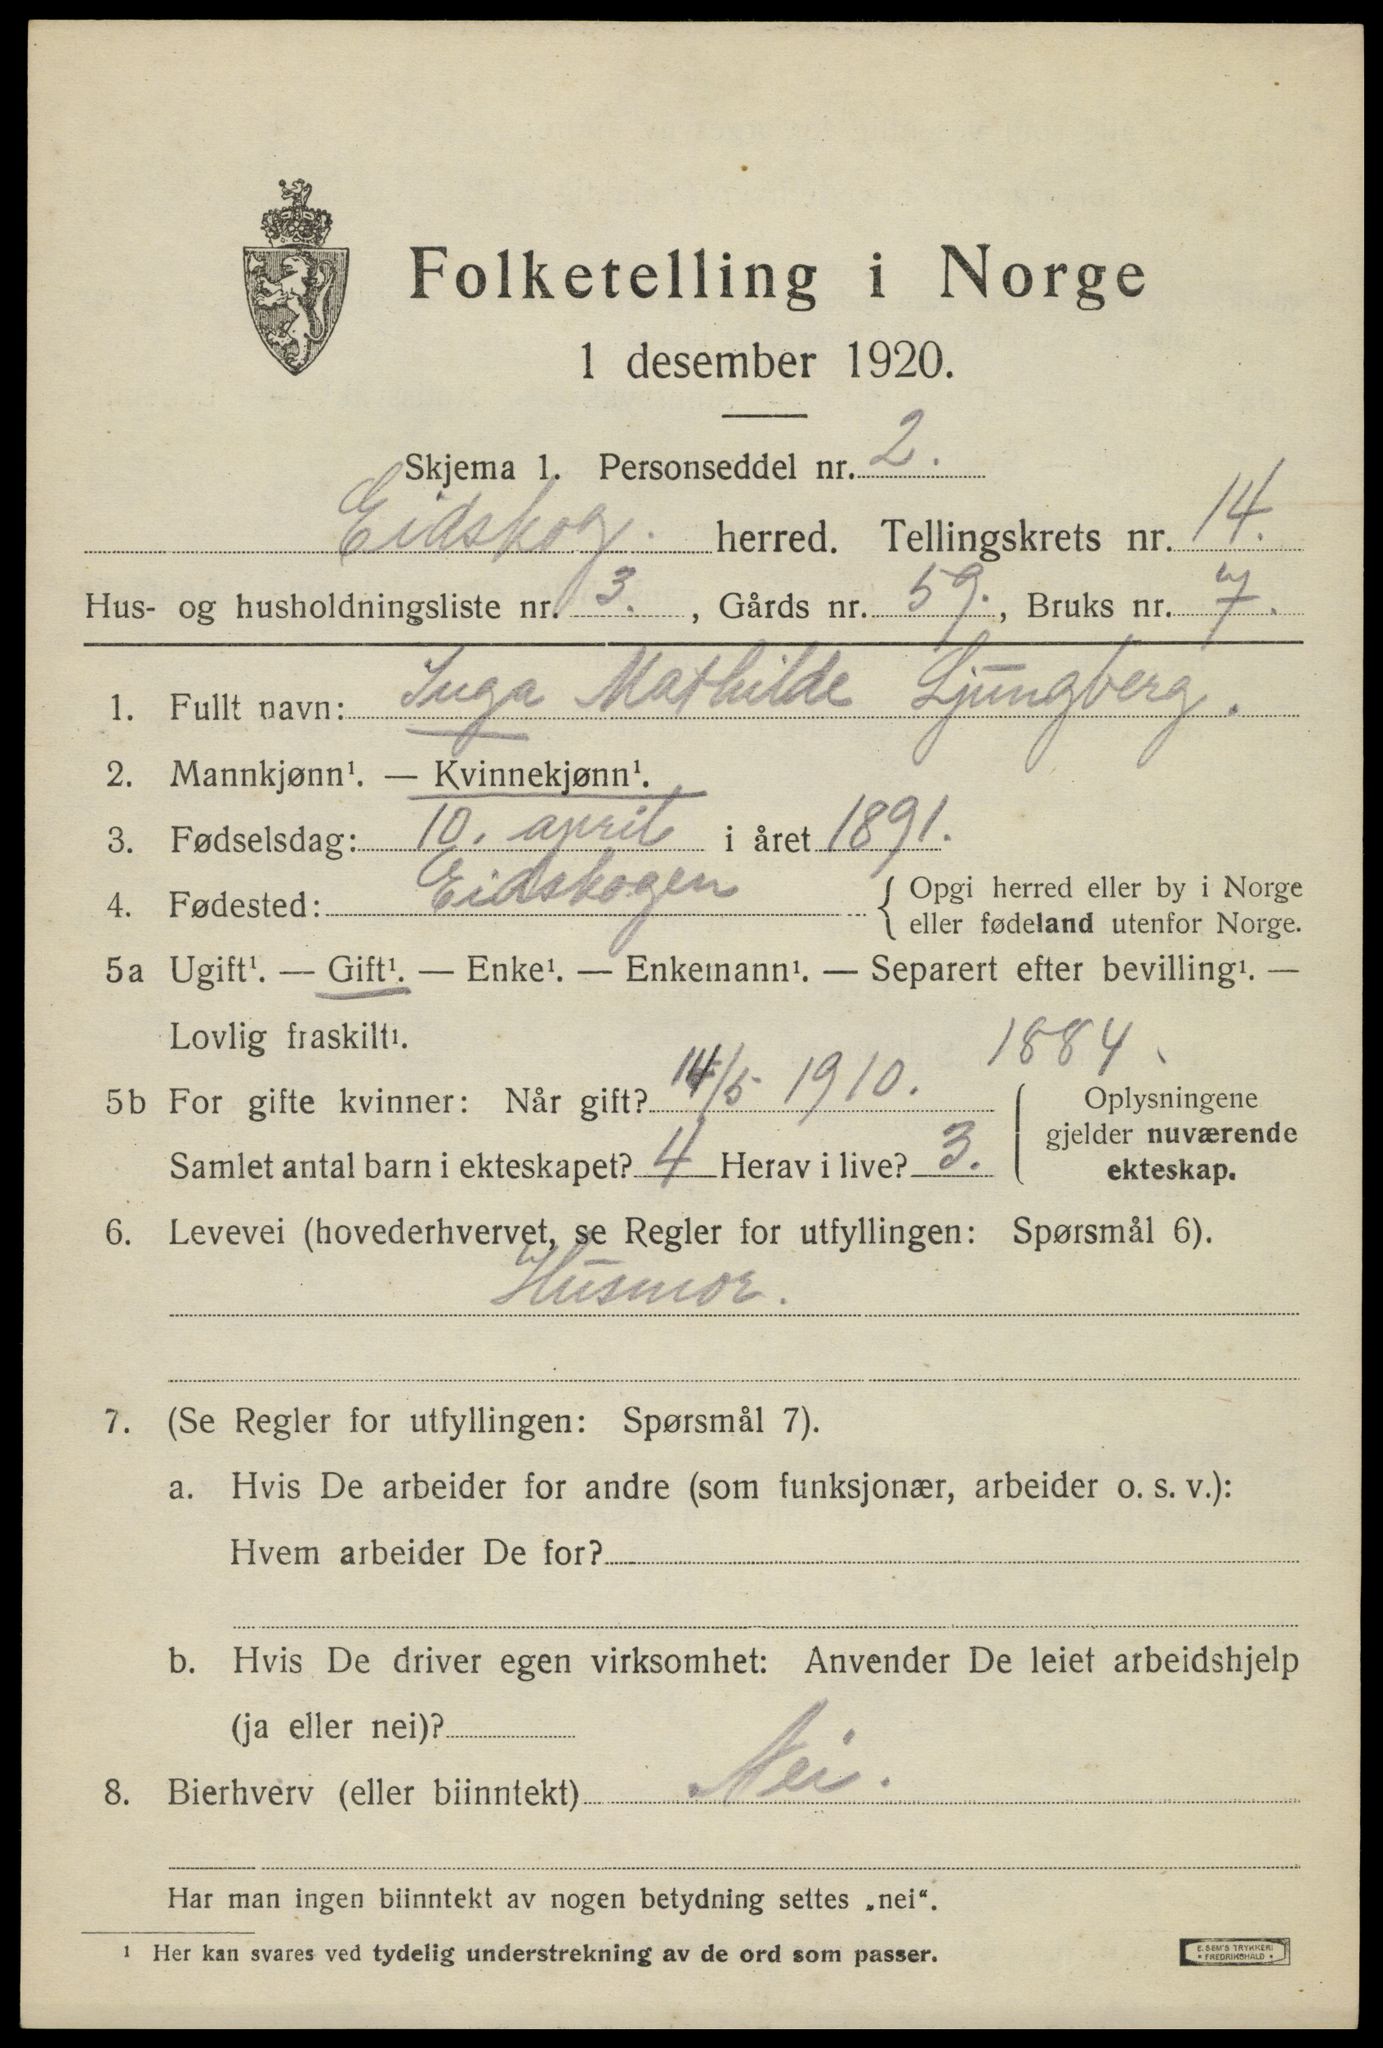 Folketelling i Norge
1 desember 1920.
Skjema 1. Personseddel nr. 2.
Eidskog. herred. Tellingskrets nr. 14.
Hus- og husholdningsliste nr. 3., Gårds nr. 59., Bruks nr. 7.
1. Fullt navn: Inga Mathilde Ljungberg.
2. Mannkjønn¹. — Kvinnekjønn¹.
3. Fødselsdag: 10. april i året 1891.
4. Fødested: Eidskogen { Opgi herred eller by i Norge
eller fødeland utenfor Norge.
5a Ugift¹. — Gift¹. — Enke¹. — Enkemann¹. — Separert efter bevilling¹. —
Lovlig fraskilt¹.
1884.
5b For gifte kvinner: Når gift? 14/5 1910. { Oplysningene
gjelder nuværende
Samlet antal barn i ekteskapet? 4 Herav i live? 3. ekteskap.
6. Levevei (hovederhvervet, se Regler for utfyllingen: Spørsmål 6).
Husmor.
7. (Se Regler for utfyllingen: Spørsmål 7).
a. Hvis De arbeider for andre (som funksjonær, arbeider o. s. v.):
Hvem arbeider De for?
b. Hvis De driver egen virksomhet: Anvender De leiet arbeidshjelp
(ja eller nei)?
8. Bierhverv (eller biinntekt) Nei.
Har man ingen biinntekt av nogen betydning settes „nei“.
¹ Her kan svares ved tydelig understrekning av de ord som passer.
E. SEM'S TRYKKERI
• FREDRIKSHALD •